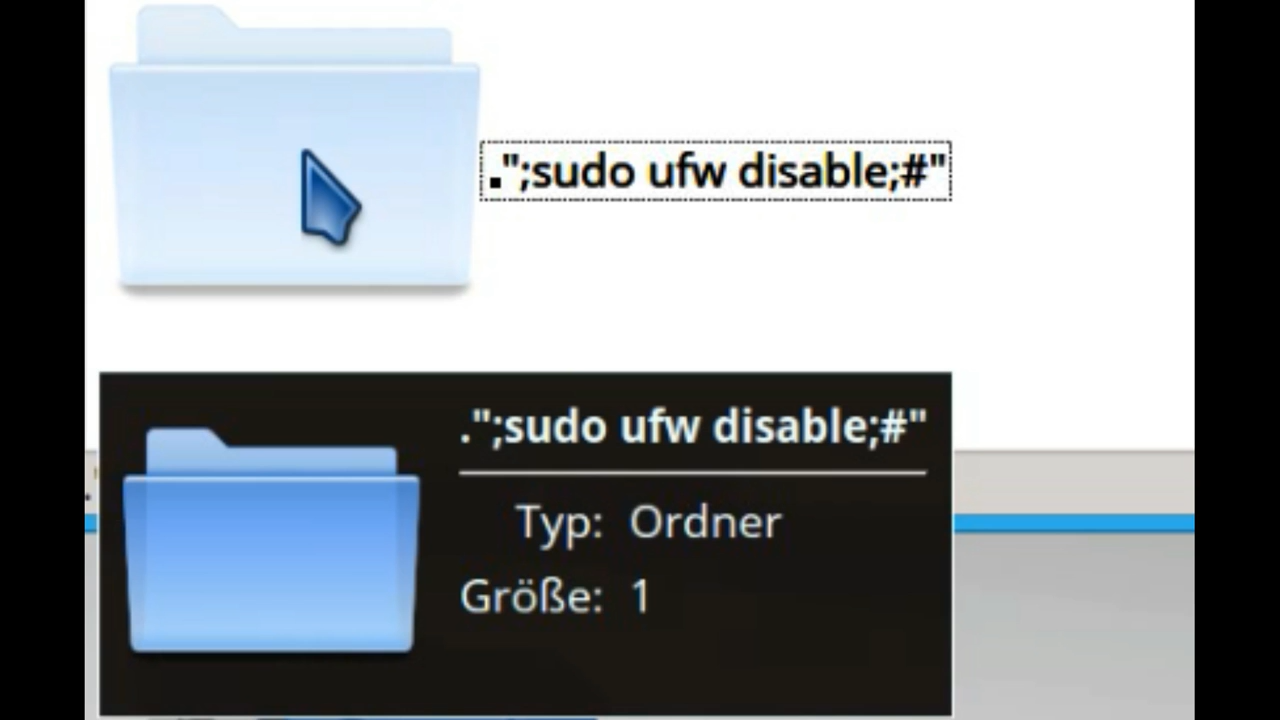 .";sudo ufw disable;#"
.";sudo ufw disable;#"
Typ: Ordner
Größe: 1